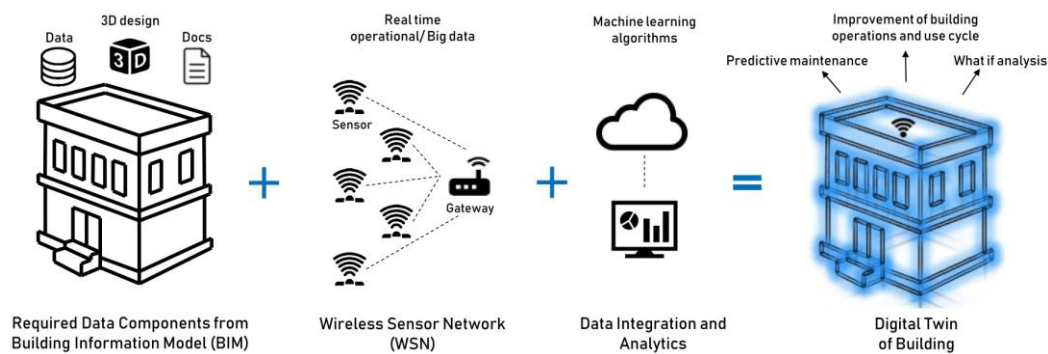 3D design
Data
Docs
3D
Required Data Components from
Building Information Model (BIM)
Real time
operational/ Big data
Sensor
Gateway
Wireless Sensor Network
(WSN)
Machine learning
algorithms
Data Integration and
Analytics
Improvement of building
operations and use cycle
Predictive maintenance
What if analysis
Digital Twin
of Building